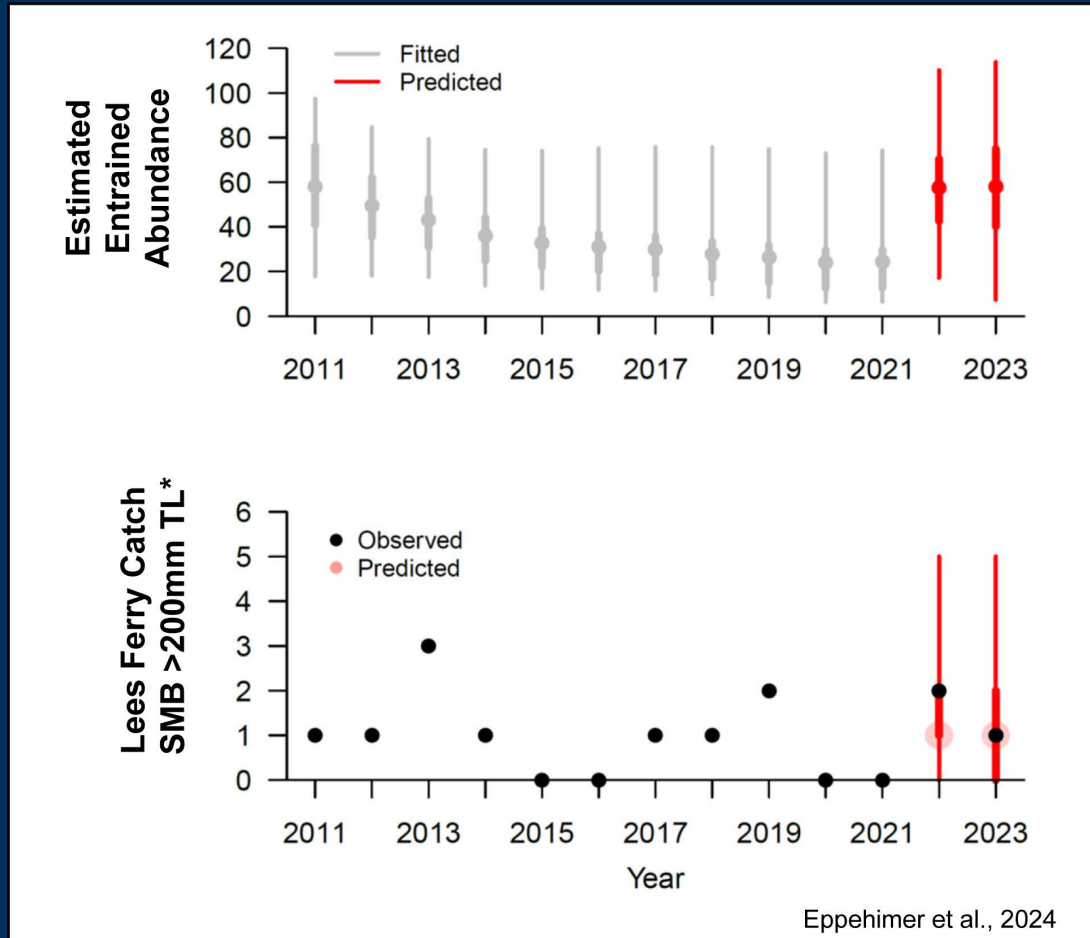 120
100
80
60
40
20
0
Fitted
Predicted
Estimated
Entrained
Abundance
2011 2013 2015 2017 2019 2021 2023
6
5
4
3
2
1
0
Observed
Predicted
Lees Ferry Catch
SMB >200mm TL*
2011 2013 2015 2017 2019 2021 2023
Year
Eppehimer et al., 2024